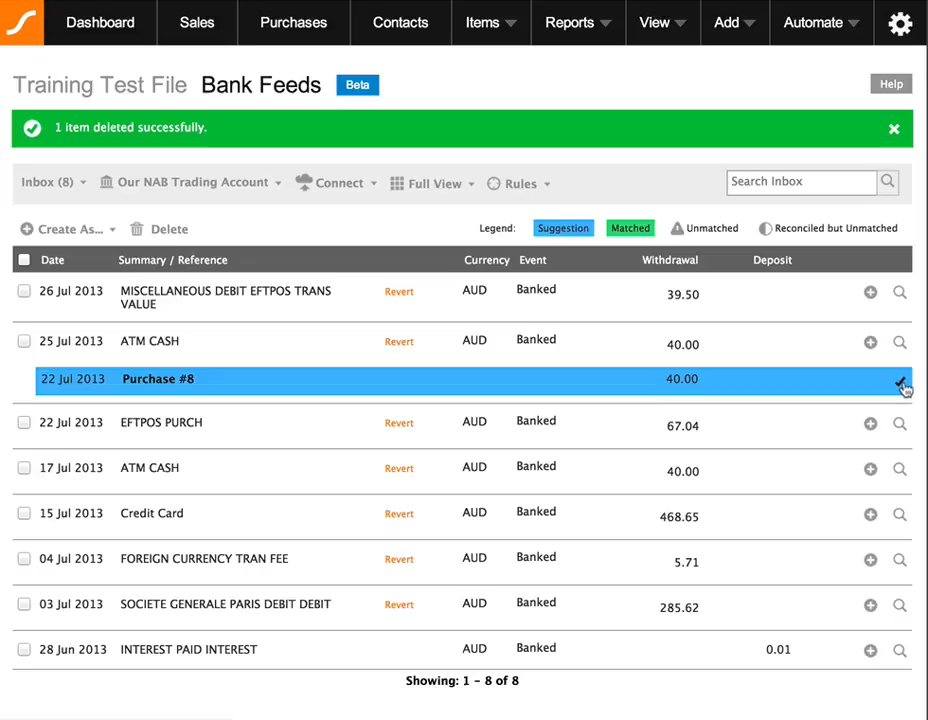 Dashboard Sales Purchases Contacts Items Reports View Add Automate
Training Test File Bank Feeds Beta Help
1 item deleted successfully.
Inbox (8) Our NAB Trading Account Connect Full View Rules Search Inbox
Create As... Delete Legend: Suggestion Matched Unmatched Reconciled but Unmatched
Date Summary / Reference Currency Event Withdrawal Deposit
26 Jul 2013 MISCELLANEOUS DEBIT EFTPOS TRANS Revert AUD Banked 39.50
VALUE
25 Jul 2013 ATM CASH Revert AUD Banked 40.00
22 Jul 2013 Purchase #8 40.00
22 Jul 2013 EFTPOS PURCH Revert AUD Banked 67.04
17 Jul 2013 ATM CASH Revert AUD Banked 40.00
15 Jul 2013 Credit Card Revert AUD Banked 468.65
04 Jul 2013 FOREIGN CURRENCY TRAN FEE Revert AUD Banked 5.71
03 Jul 2013 SOCIETE GENERALE PARIS DEBIT DEBIT Revert AUD Banked 285.62
28 Jun 2013 INTEREST PAID INTEREST AUD Banked 0.01
Showing: 1 - 8 of 8